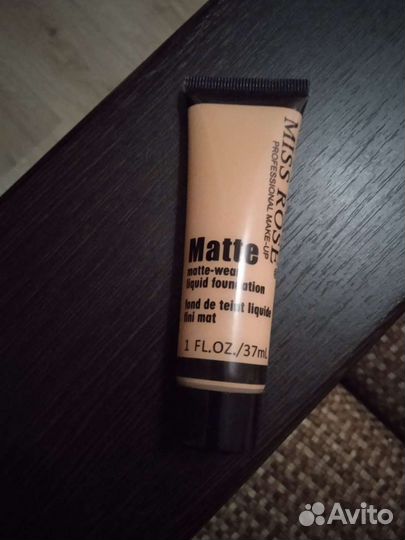 MISS ROSE®
PROFESSIONAL MAKE-UP
Matte
matte-wear
liquid foundation
fond de teint liquide
fini mat
1 FL.OZ./37mL
Avito